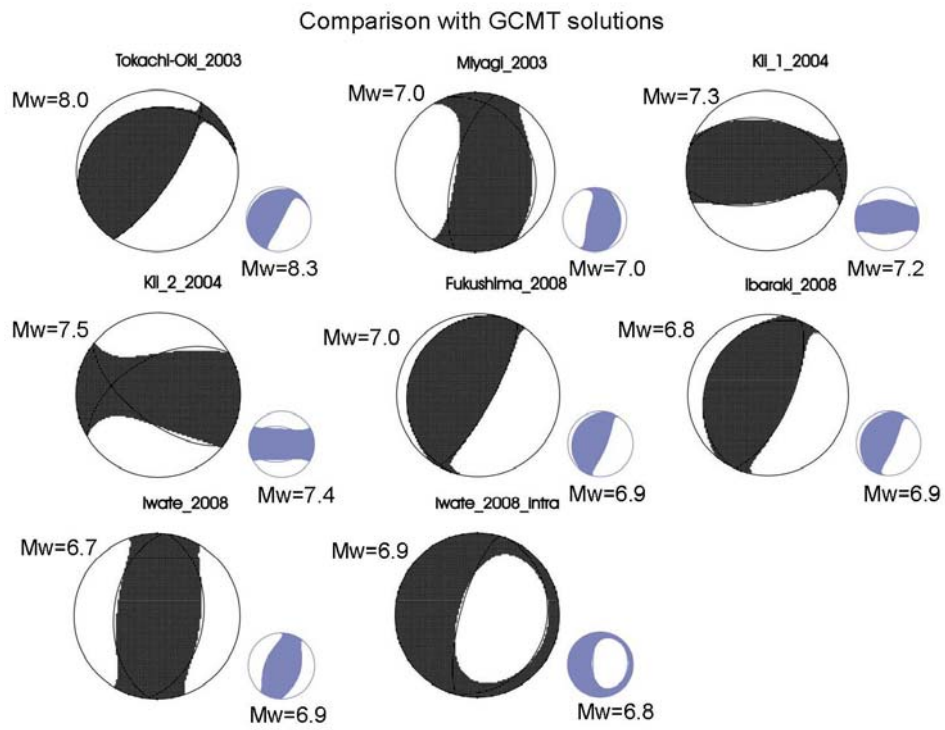 Comparison with GCMT solutions
Tokachi-Oki_2003
Miyagi_2003
Kii_1_2004
Mw=8.0
Mw=7.0
Mw=7.3
Mw=8.3
Mw=7.0
Mw=7.2
Kii_2_2004
Fukushima_2008
Ibaraki_2008
Mw=7.5
Mw=7.0
Mw=6.8
Mw=7.4
Mw=6.9
Mw=6.9
Iwate_2008
Iwate_2008_intra
Mw=6.7
Mw=6.9
Mw=6.9
Mw=6.8